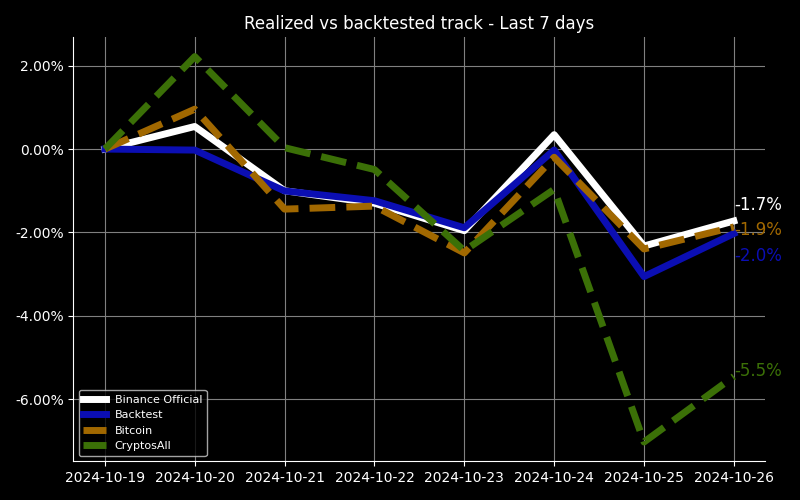 Realized vs backtested track - Last 7 days
2.00%
0.00%
-2.00%
-4.00%
-6.00%
-1.7%
-1.9%
-2.0%
-5.5%
Binance Official
Backtest
Bitcoin
CryptosAll
2024-10-19 2024-10-20 2024-10-21 2024-10-22 2024-10-23 2024-10-24 2024-10-25 2024-10-26